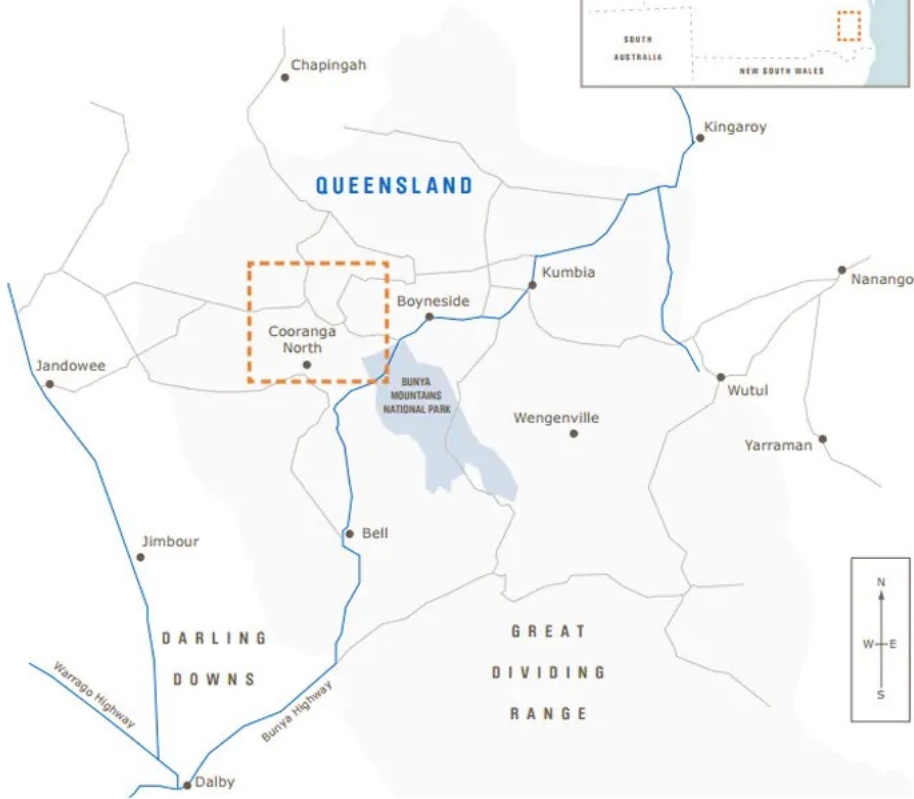 SOUTH
AUSTRALIA
NEW SOUTH WALES
Chapingah
Kingaroy
QUEENSLAND
Kumbia
Nanango
Boyneside
Cooranga
North
Jandowee
BUNYA
MOUNTAINS
NATIONAL PARK
Wutul
Wengenville
Yarraman
Bell
Jimbour
N
W E
S
DARLING
DOWNS
GREAT
DIVIDING
RANGE
Warrago Highway
Bunya Highway
Dalby